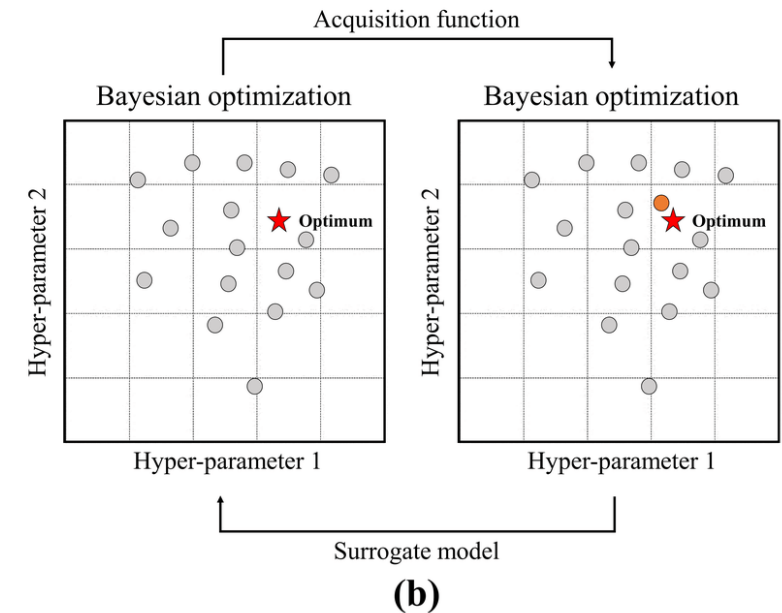 Acquisition function
Bayesian optimization
Bayesian optimization
Hyper-parameter 2
Optimum
Hyper-parameter 2
Optimum
Hyper-parameter 1
Hyper-parameter 1
Surrogate model
(b)